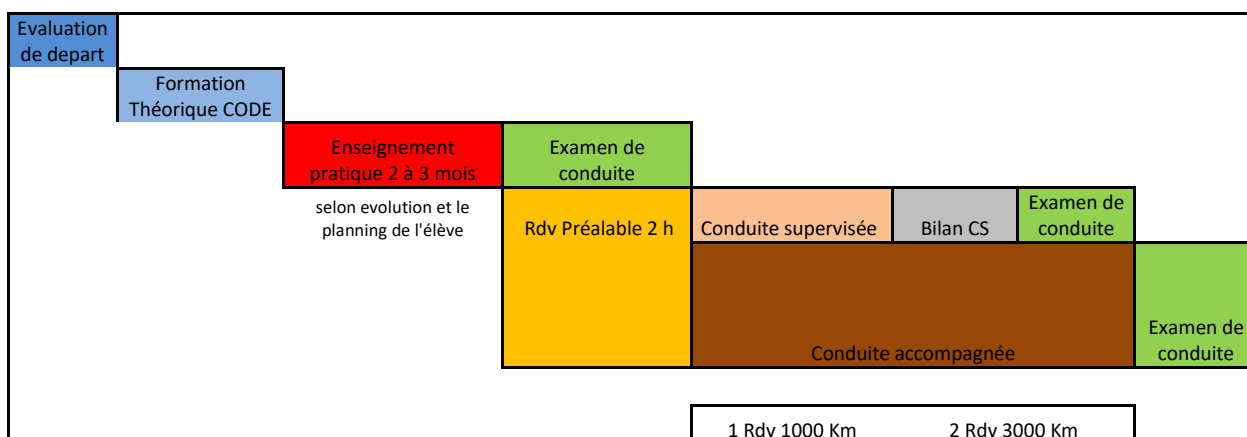 Evaluation
de depart
Formation
Théorique CODE
Enseignement
pratique 2 à 3 mois
Examen de
conduite
selon evolution et le
planning de l'élève
Rdv Préalable 2 h
Conduite supervisée
Bilan CS
Examen de
conduite
Conduite accompagnée
Examen de
conduite
1 Rdv 1000 Km
2 Rdv 3000 Km